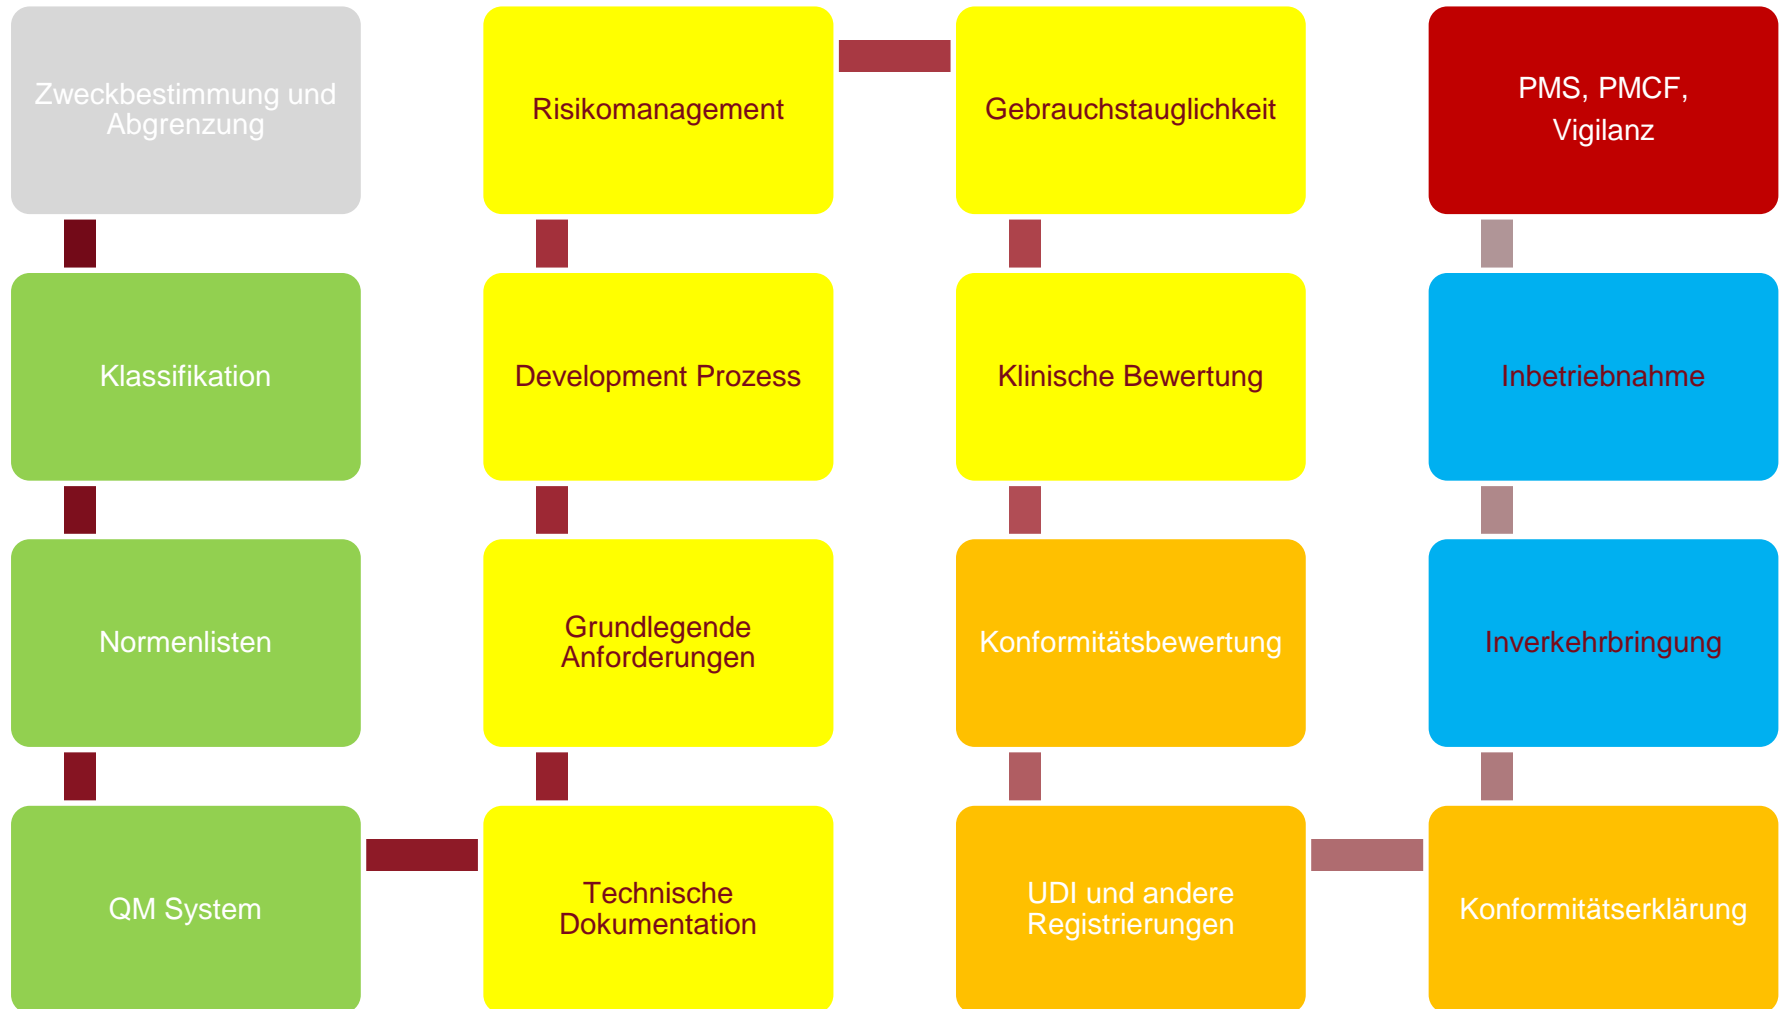 Zweckbestimmung und
Abgrenzung
Klassifikation
Normenlisten
QM System
Technische
Dokumentation
Grundlegende
Anforderungen
Development Prozess
Risikomanagement
Gebrauchstauglichkeit
Klinische Bewertung
Konformitätsbewertung
UDI und andere
Registrierungen
Konformitätserklärung
Inverkehrbringung
Inbetriebnahme
PMS, PMCF,
Vigilanz